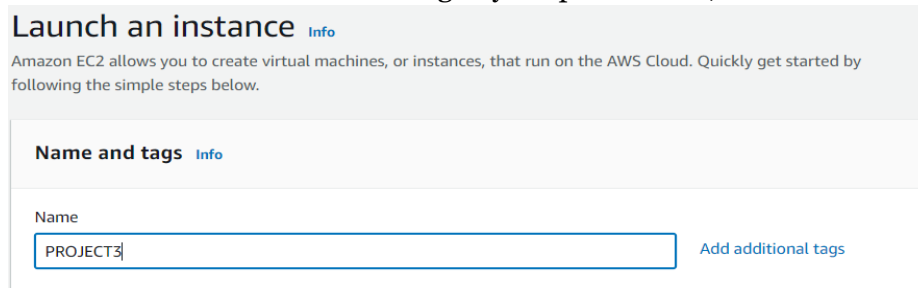 Launch an instance Info
Amazon EC2 allows you to create virtual machines, or instances, that run on the AWS Cloud. Quickly get started by
following the simple steps below.
Name and tags Info
Name
PROJECT3
Add additional tags